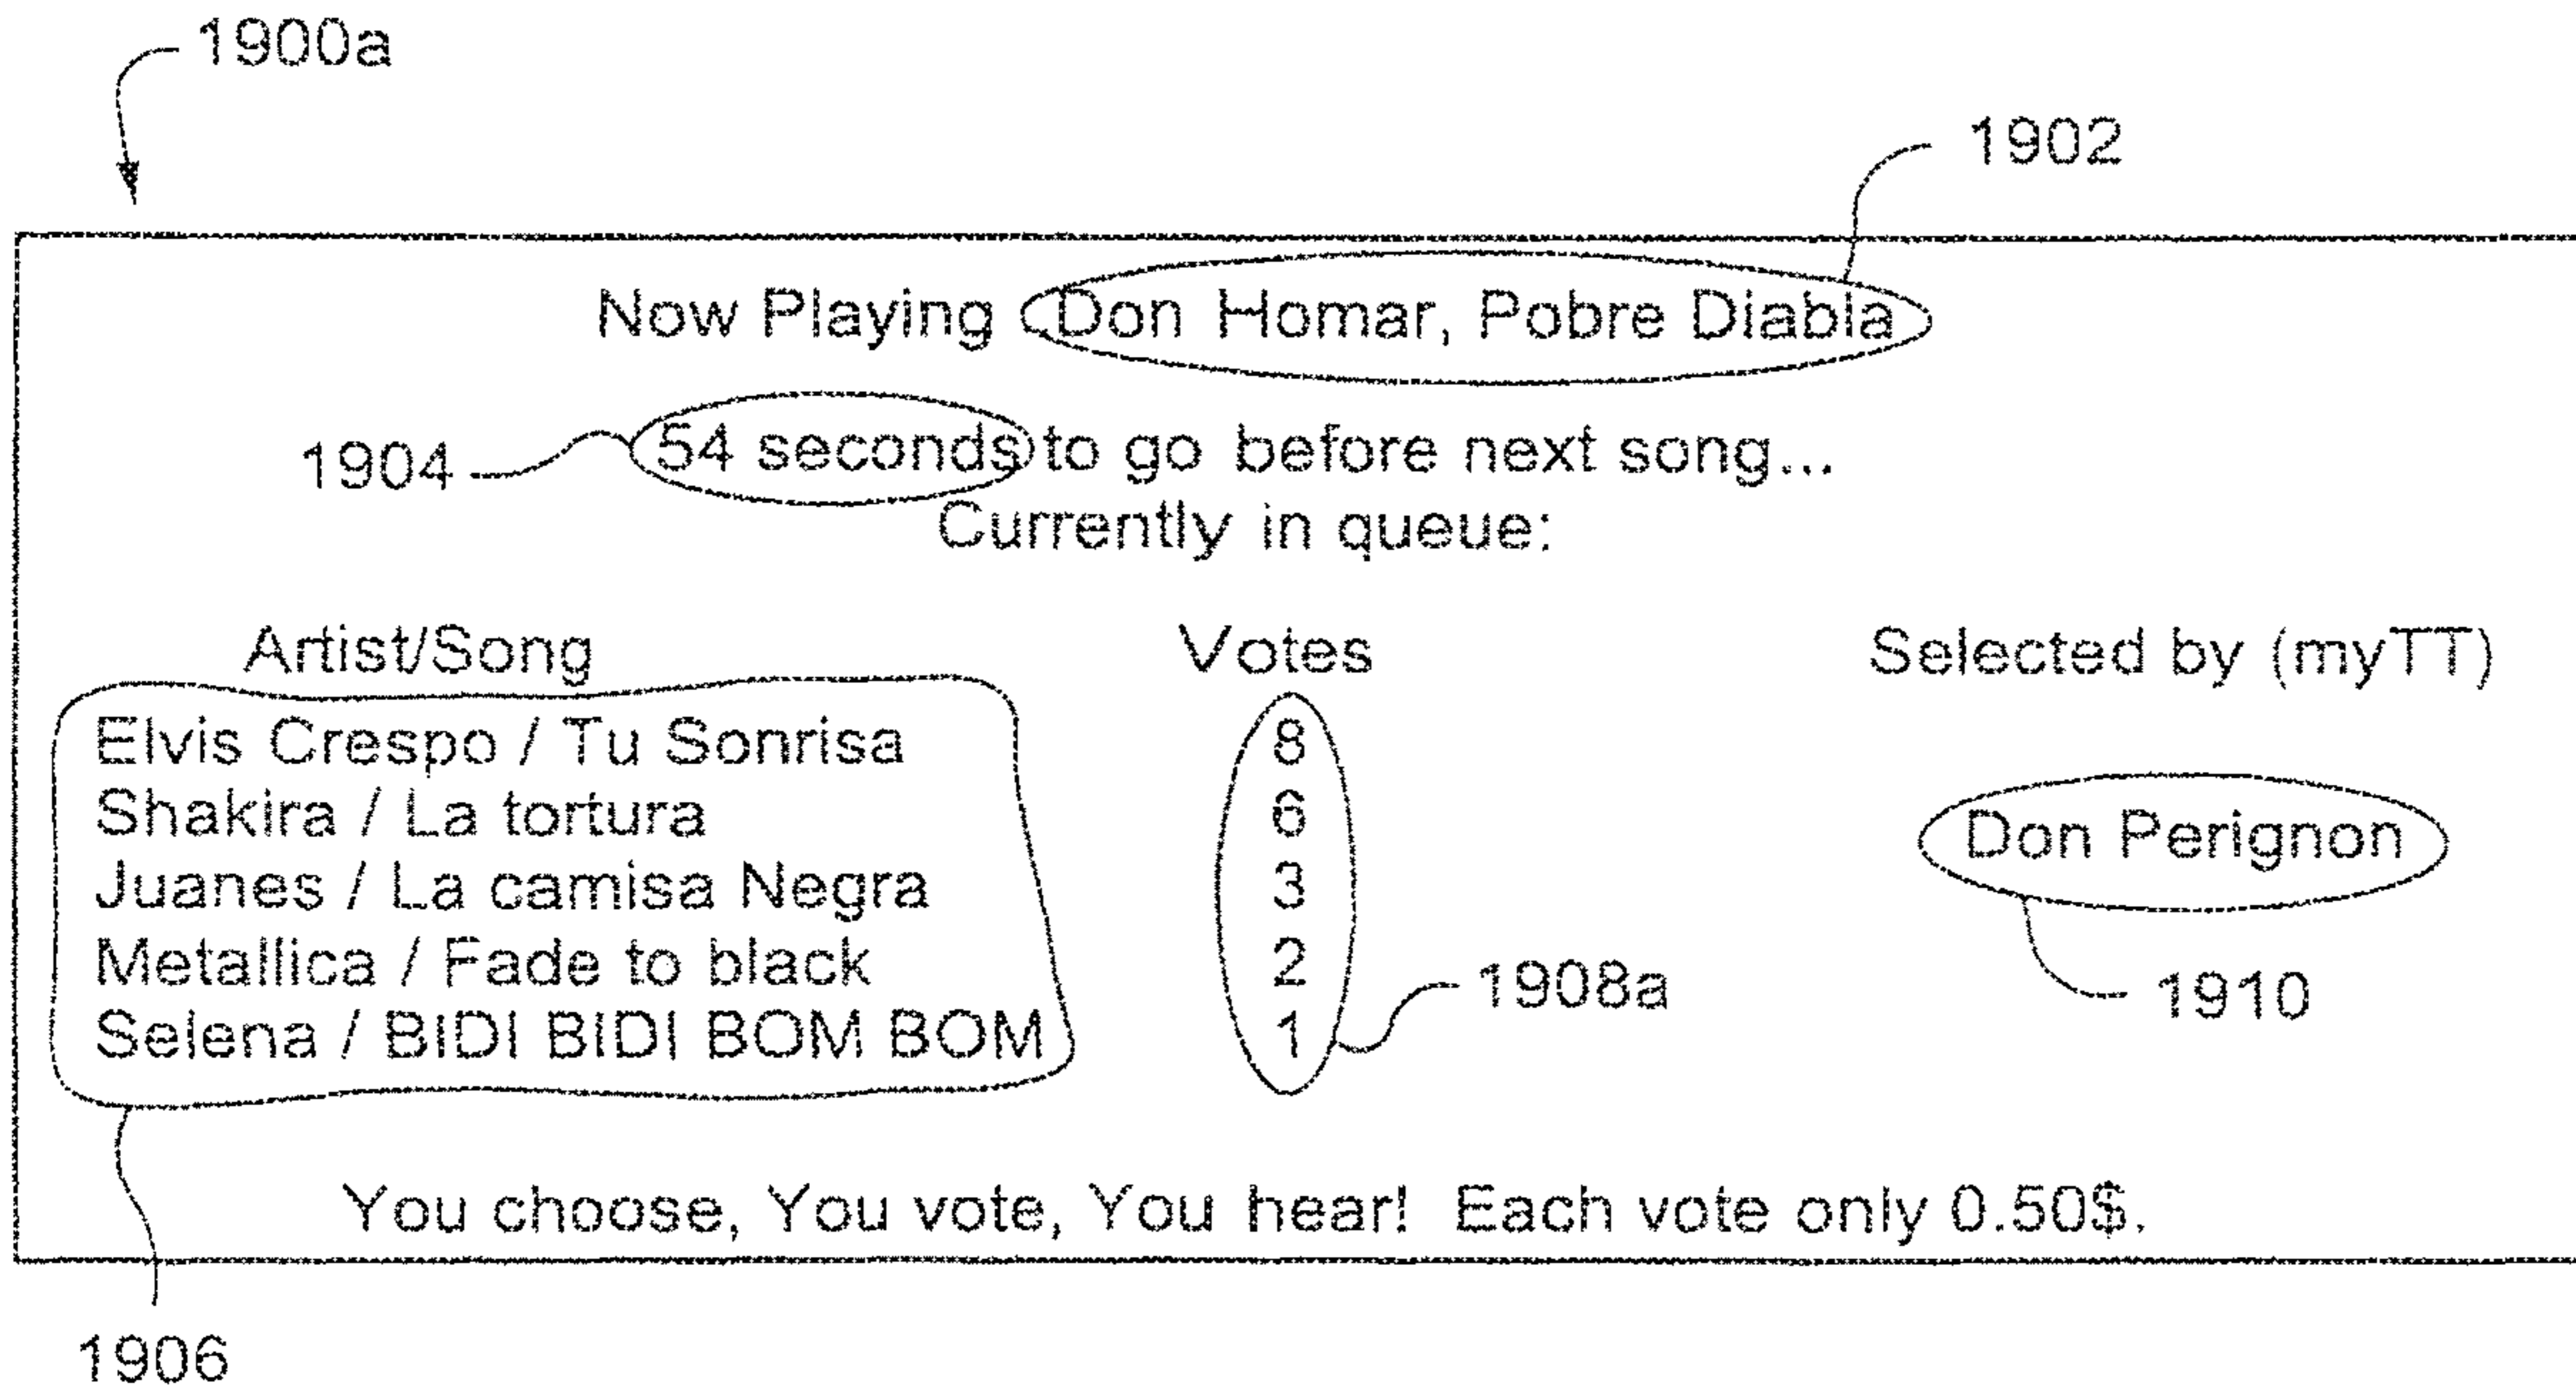 1900a
1902
Now Playing Don Homar, Pobre Diabla
1904
54 seconds to go before next song...
Currently in queue:
Artist/Song Votes Selected by (myTT)
Elvis Crespo / Tu Sonrisa 8
Shakira / La tortura 6 Don Perignon
Juanes / La camisa Negra 3
Metallica / Fade to black 2
1908a
1910
Selena / BIDI BIDI BOM BOM 1
You choose, You vote, You hear! Each vote only 0.50$.
1906